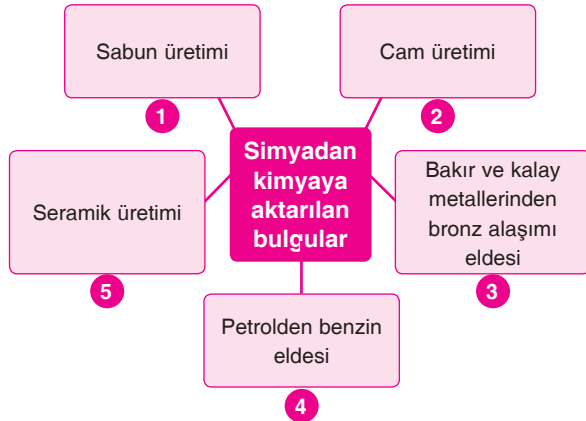 Sabun üretimi
1
Cam üretimi
2
Simyadan
kimyaya
aktarılan
bulgular
Seramik üretimi
5
Bakır ve kalay
metallerinden
bronz alaşımı
eldesi
3
Petrolden benzin
eldesi
4